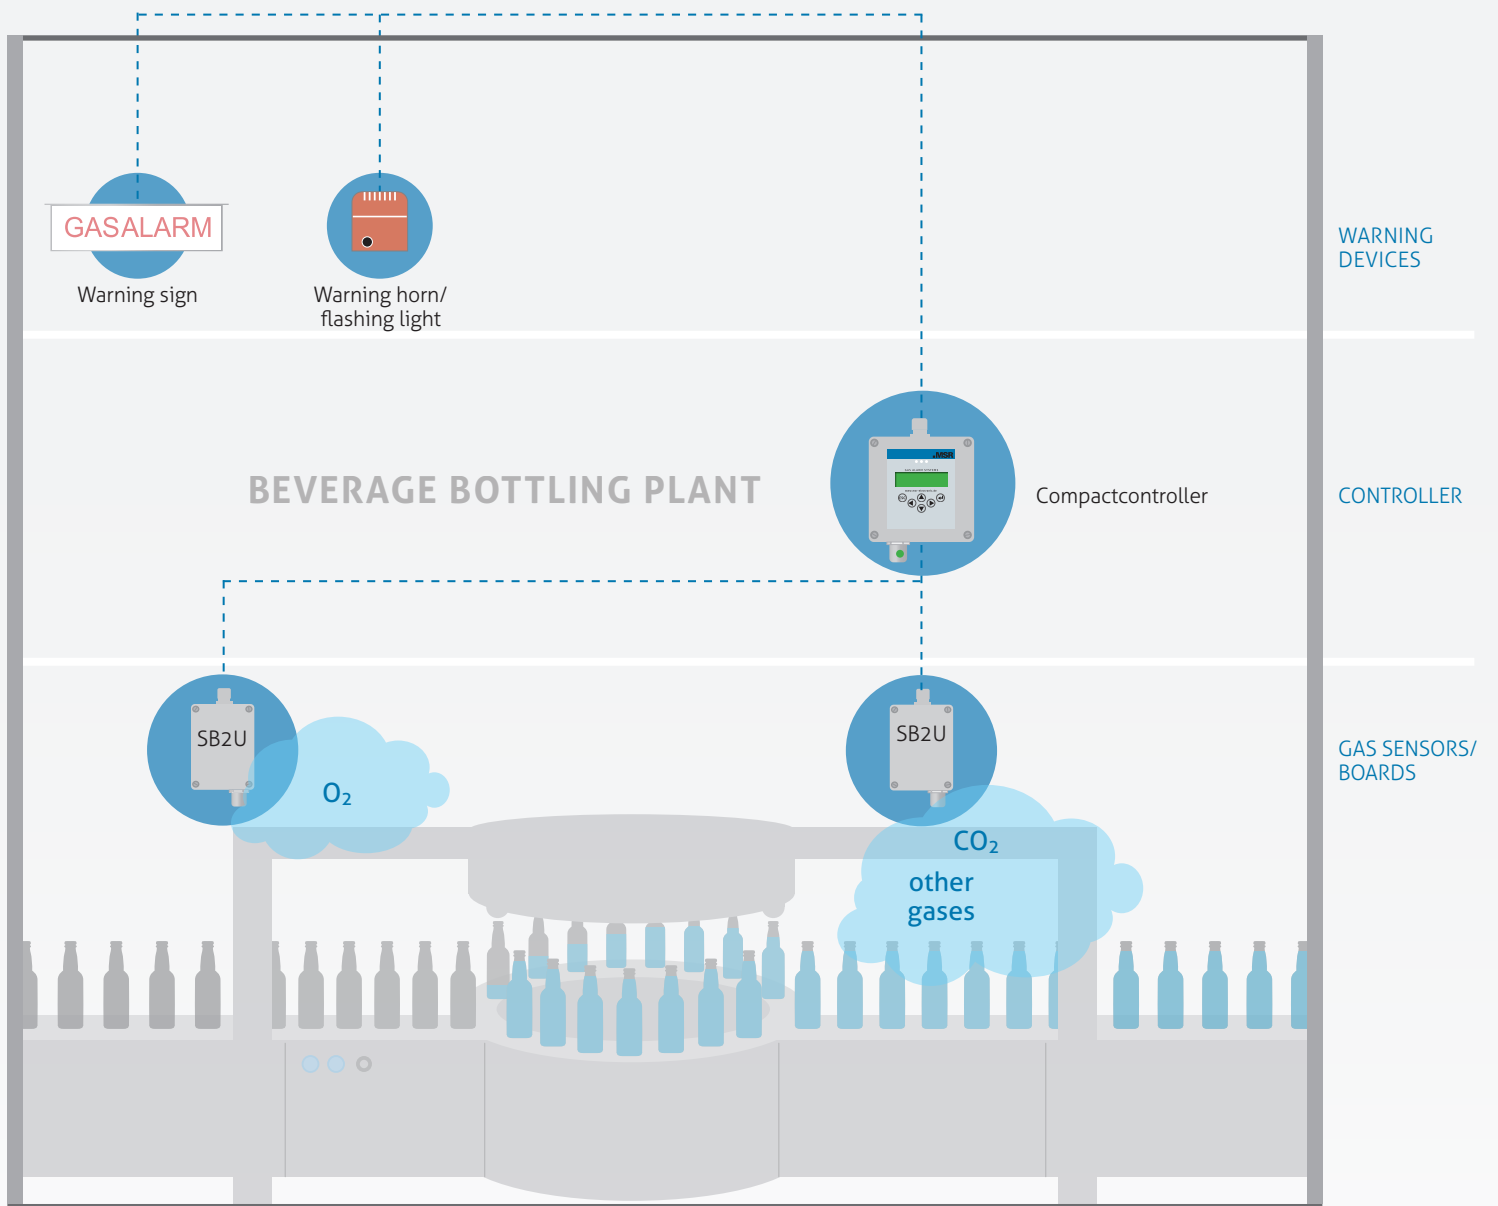 GASALARM
Warning sign
Warning horn/
flashing light
WARNING
DEVICES
BEVERAGE BOTTLING PLANT
MSR
Compactcontroller
CONTROLLER
SB2U
O₂
SB2U
CO₂
other
gases
GAS SENSORS/
BOARDS